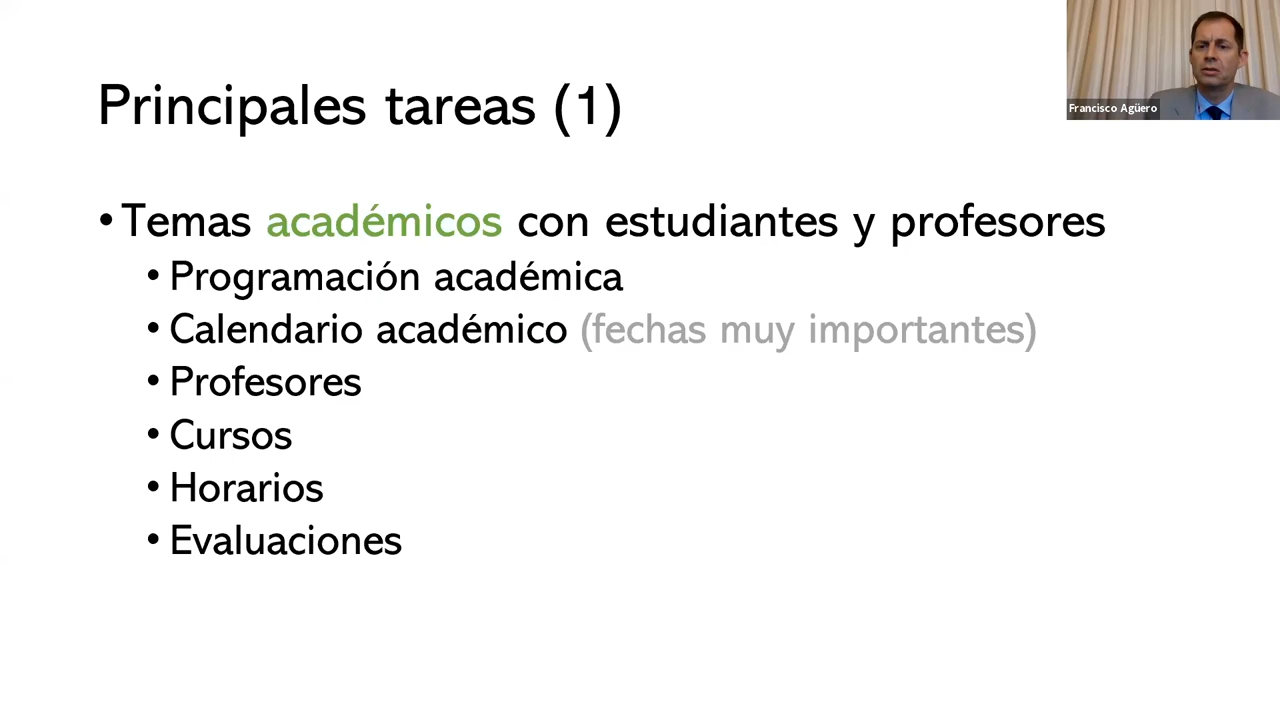 Principales tareas (1)
Francisco Agüero
• Temas académicos con estudiantes y profesores
• Programación académica
• Calendario académico (fechas muy importantes)
• Profesores
• Cursos
• Horarios
• Evaluaciones